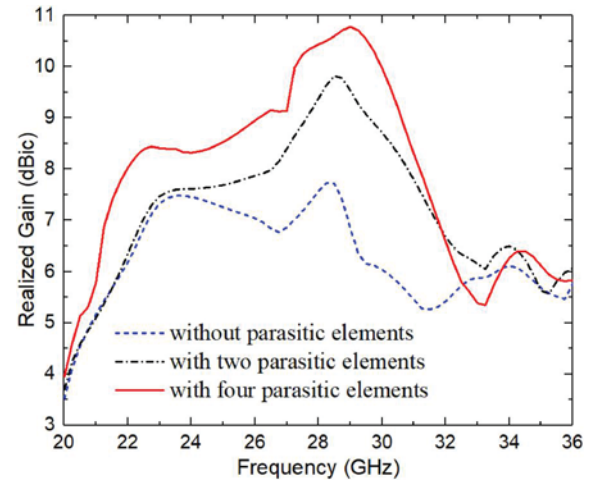 11
10
9
8
7
6
5
4
3
Realized Gain (dBic)
without parasitic elements
with two parasitic elements
with four parasitic elements
20 22 24 26 28 30 32 34 36
Frequency (GHz)